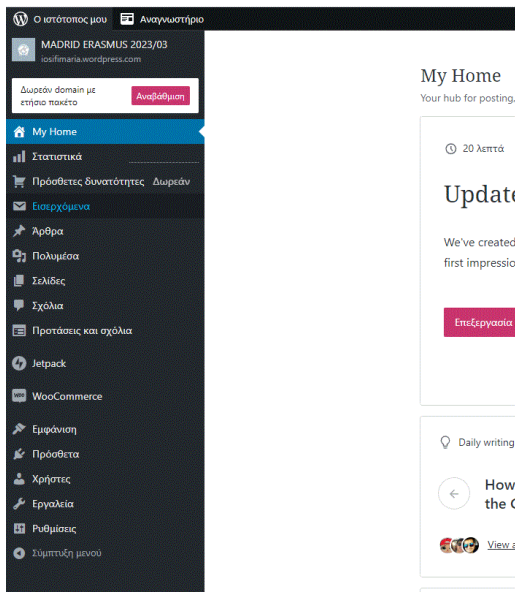 Ο ιστότοπος μου Αναγνωστήριο
MADRID ERASMUS 2023/03
iosifimaria.wordpress.com
Δωρεάν domain με
ετήσιο πακέτο
Αναβάθμιση
My Home
Στατιστικά
Πρόσθετες δυνατότητες Δωρεάν
Εισερχόμενα
Άρθρα
Πολυμέσα
Σελίδες
Σχόλια
Προτάσεις και σχόλια
Jetpack
WooCommerce
Εμφάνιση
Πρόσθετα
Χρήστες
Εργαλεία
Ρυθμίσεις
Σύμπτυξη μενού
My Home
Your hub for posting,
20 λεπτά
Update
We've created
first impressio
Επεξεργασία
Daily writing
How
the
View a